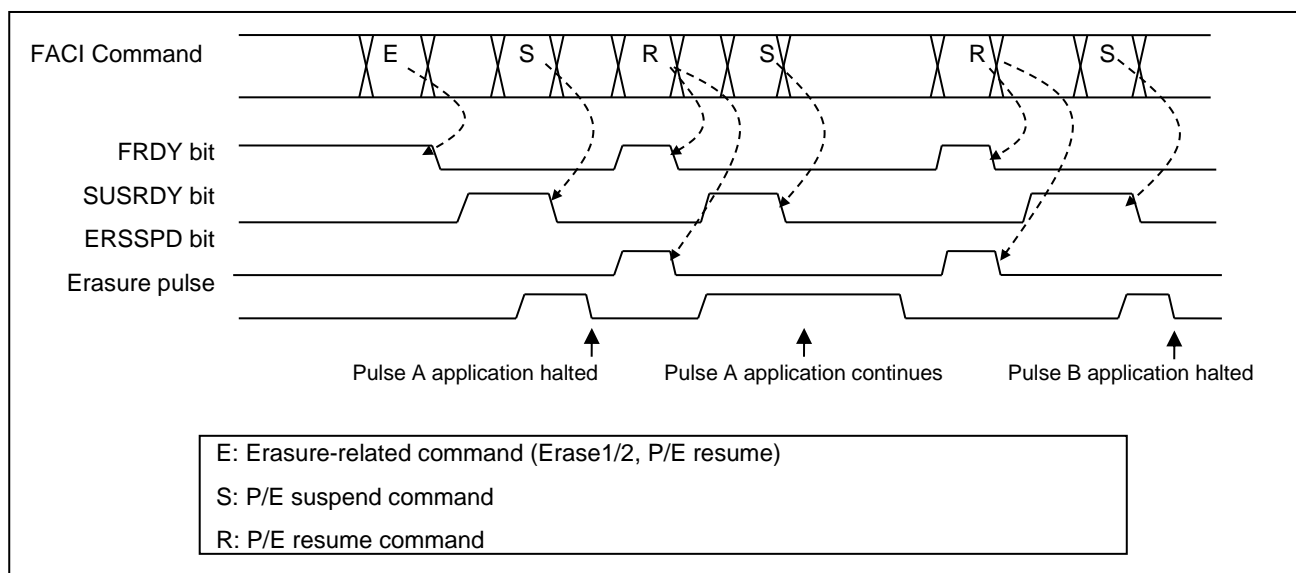 FACI Command
E S R S R S
FRDY bit
SUSRDY bit
ERSSPD bit
Erasure pulse
Pulse A application halted Pulse A application continues Pulse B application halted
E: Erasure-related command (Erase1/2, P/E resume)
S: P/E suspend command
R: P/E resume command